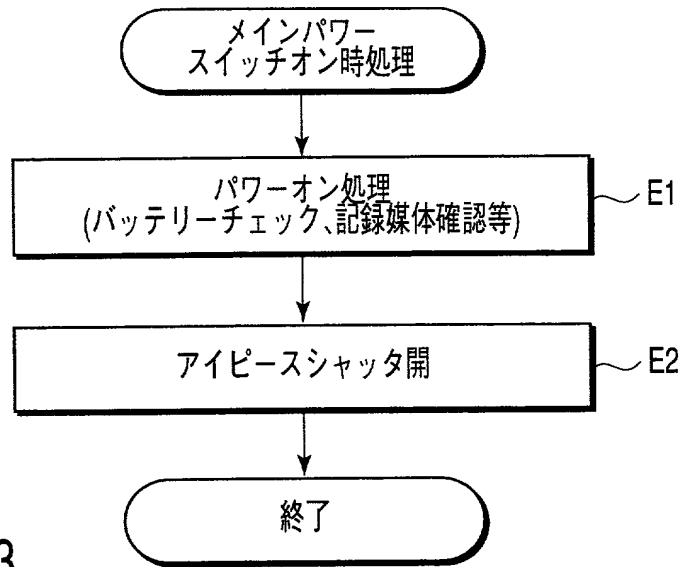 メインパワー
スイッチオン時処理
パワーオン処理
(バッテリーチェック、記録媒体確認等)
E1
アイピースシャッタ開
E2
終了
3